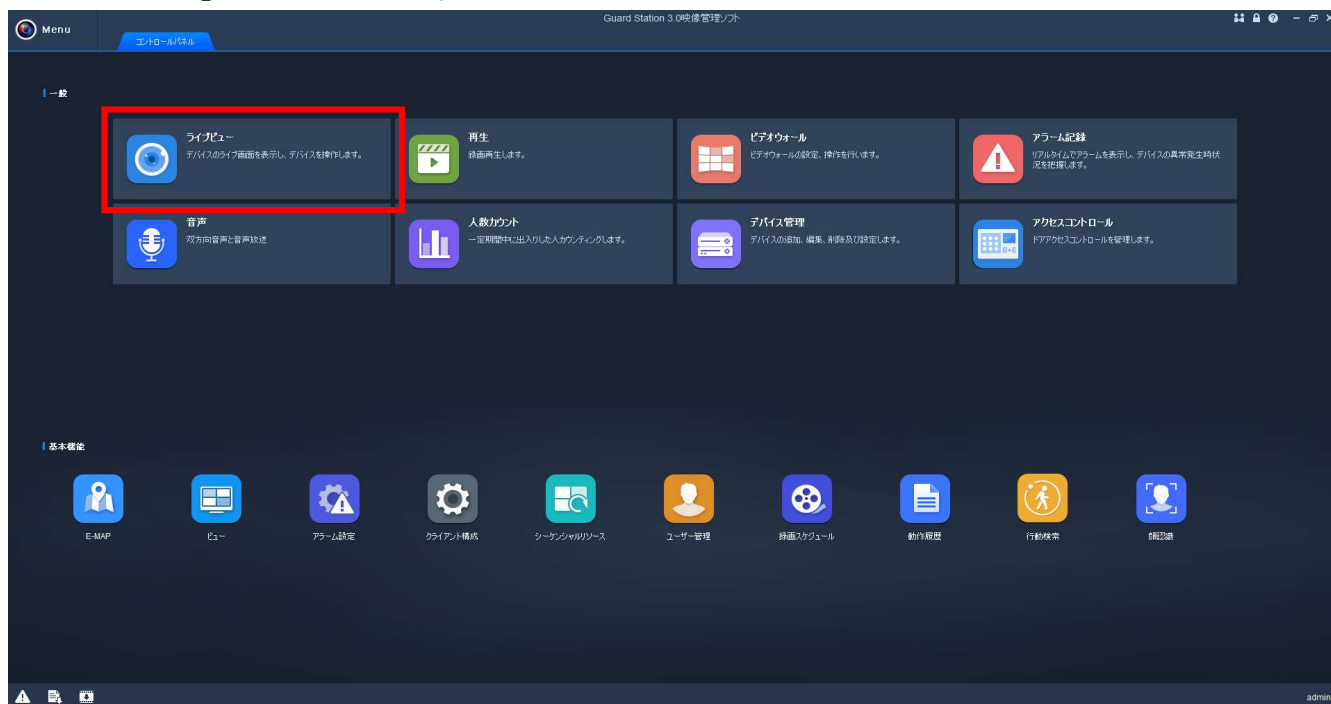 Guard Station 3.0映像管理ソフト
Menu
コントロールパネル
一般
ライブビュー
デバイスのライブ画面を表示し、デバイスを操作します。
再生
録画再生します。
ビデオウォール
ビデオウォールの設定、操作を行います。
アラーム記録
リアルタイムでアラームを表示し、デバイスの異常発生時状
況を把握します。
音声
双方向音声と音声放送
人数カウント
一定期間中に出入りした人カウンティングします。
デバイス管理
デバイスの追加、編集、削除及び設定します。
アクセスコントロール
ドアアクセスコントロールを管理します。
基本機能
E-MAP
ビュー
アラーム設定
クライアント構成
シーケンシャルリソース
ユーザー管理
録画スケジュール
動作履歴
行動検索
顔認識
admin